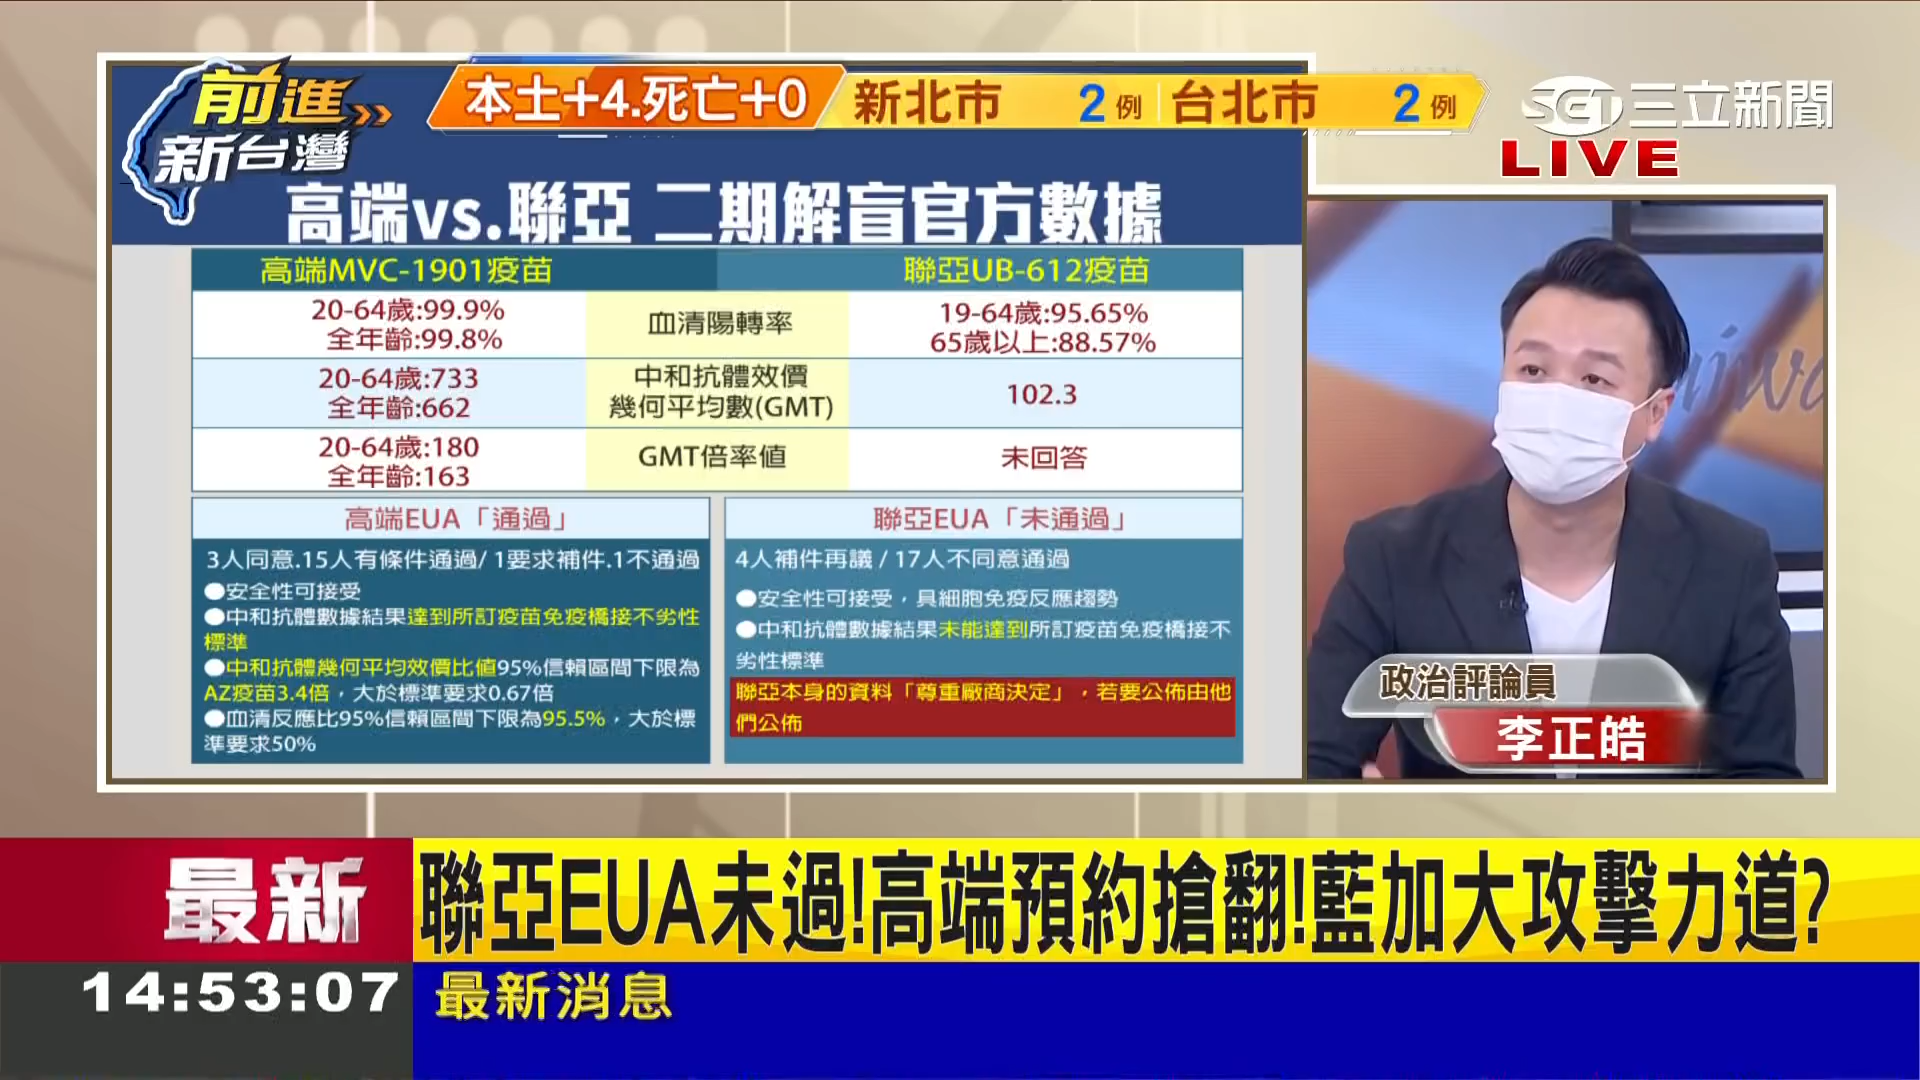 前進
新台灣
本土+4.死亡+0
新北市 2例
台北市 2例
SET三立新聞
LIVE
高端vs.聯亞 二期解盲官方數據
高端MVC-1901疫苗
聯亞UB-612疫苗
20-64歲:99.9%
全年齡:99.8%
血清陽轉率
19-64歲:95.65%
65歲以上:88.57%
20-64歲:733
全年齡:662
中和抗體效價
幾何平均數(GMT)
102.3
20-64歲:180
全年齡:163
GMT倍率值
未回答
高端EUA「通過」
3人同意.15人有條件通過/ 1要求補件.1不通過
●安全性可接受
●中和抗體數據結果達到所訂疫苗免疫橋接不劣性
標準
●中和抗體幾何平均效價比值95%信賴區間下限為
AZ疫苗3.4倍，大於標準要求0.67倍
●血清反應比95%信賴區間下限為95.5%，大於標
準要求50%
聯亞EUA「未通過」
4人補件再議 / 17人不同意通過
●安全性可接受，具細胞免疫反應趨勢
●中和抗體數據結果未能達到所訂疫苗免疫橋接不
劣性標準
聯亞本身的資料「尊重廠商決定」，若要公佈由他
們公佈
政治評論員
李正皓
最新
聯亞EUA未過!高端預約搶翻!藍加大攻擊力道?
14:53:07
最新消息